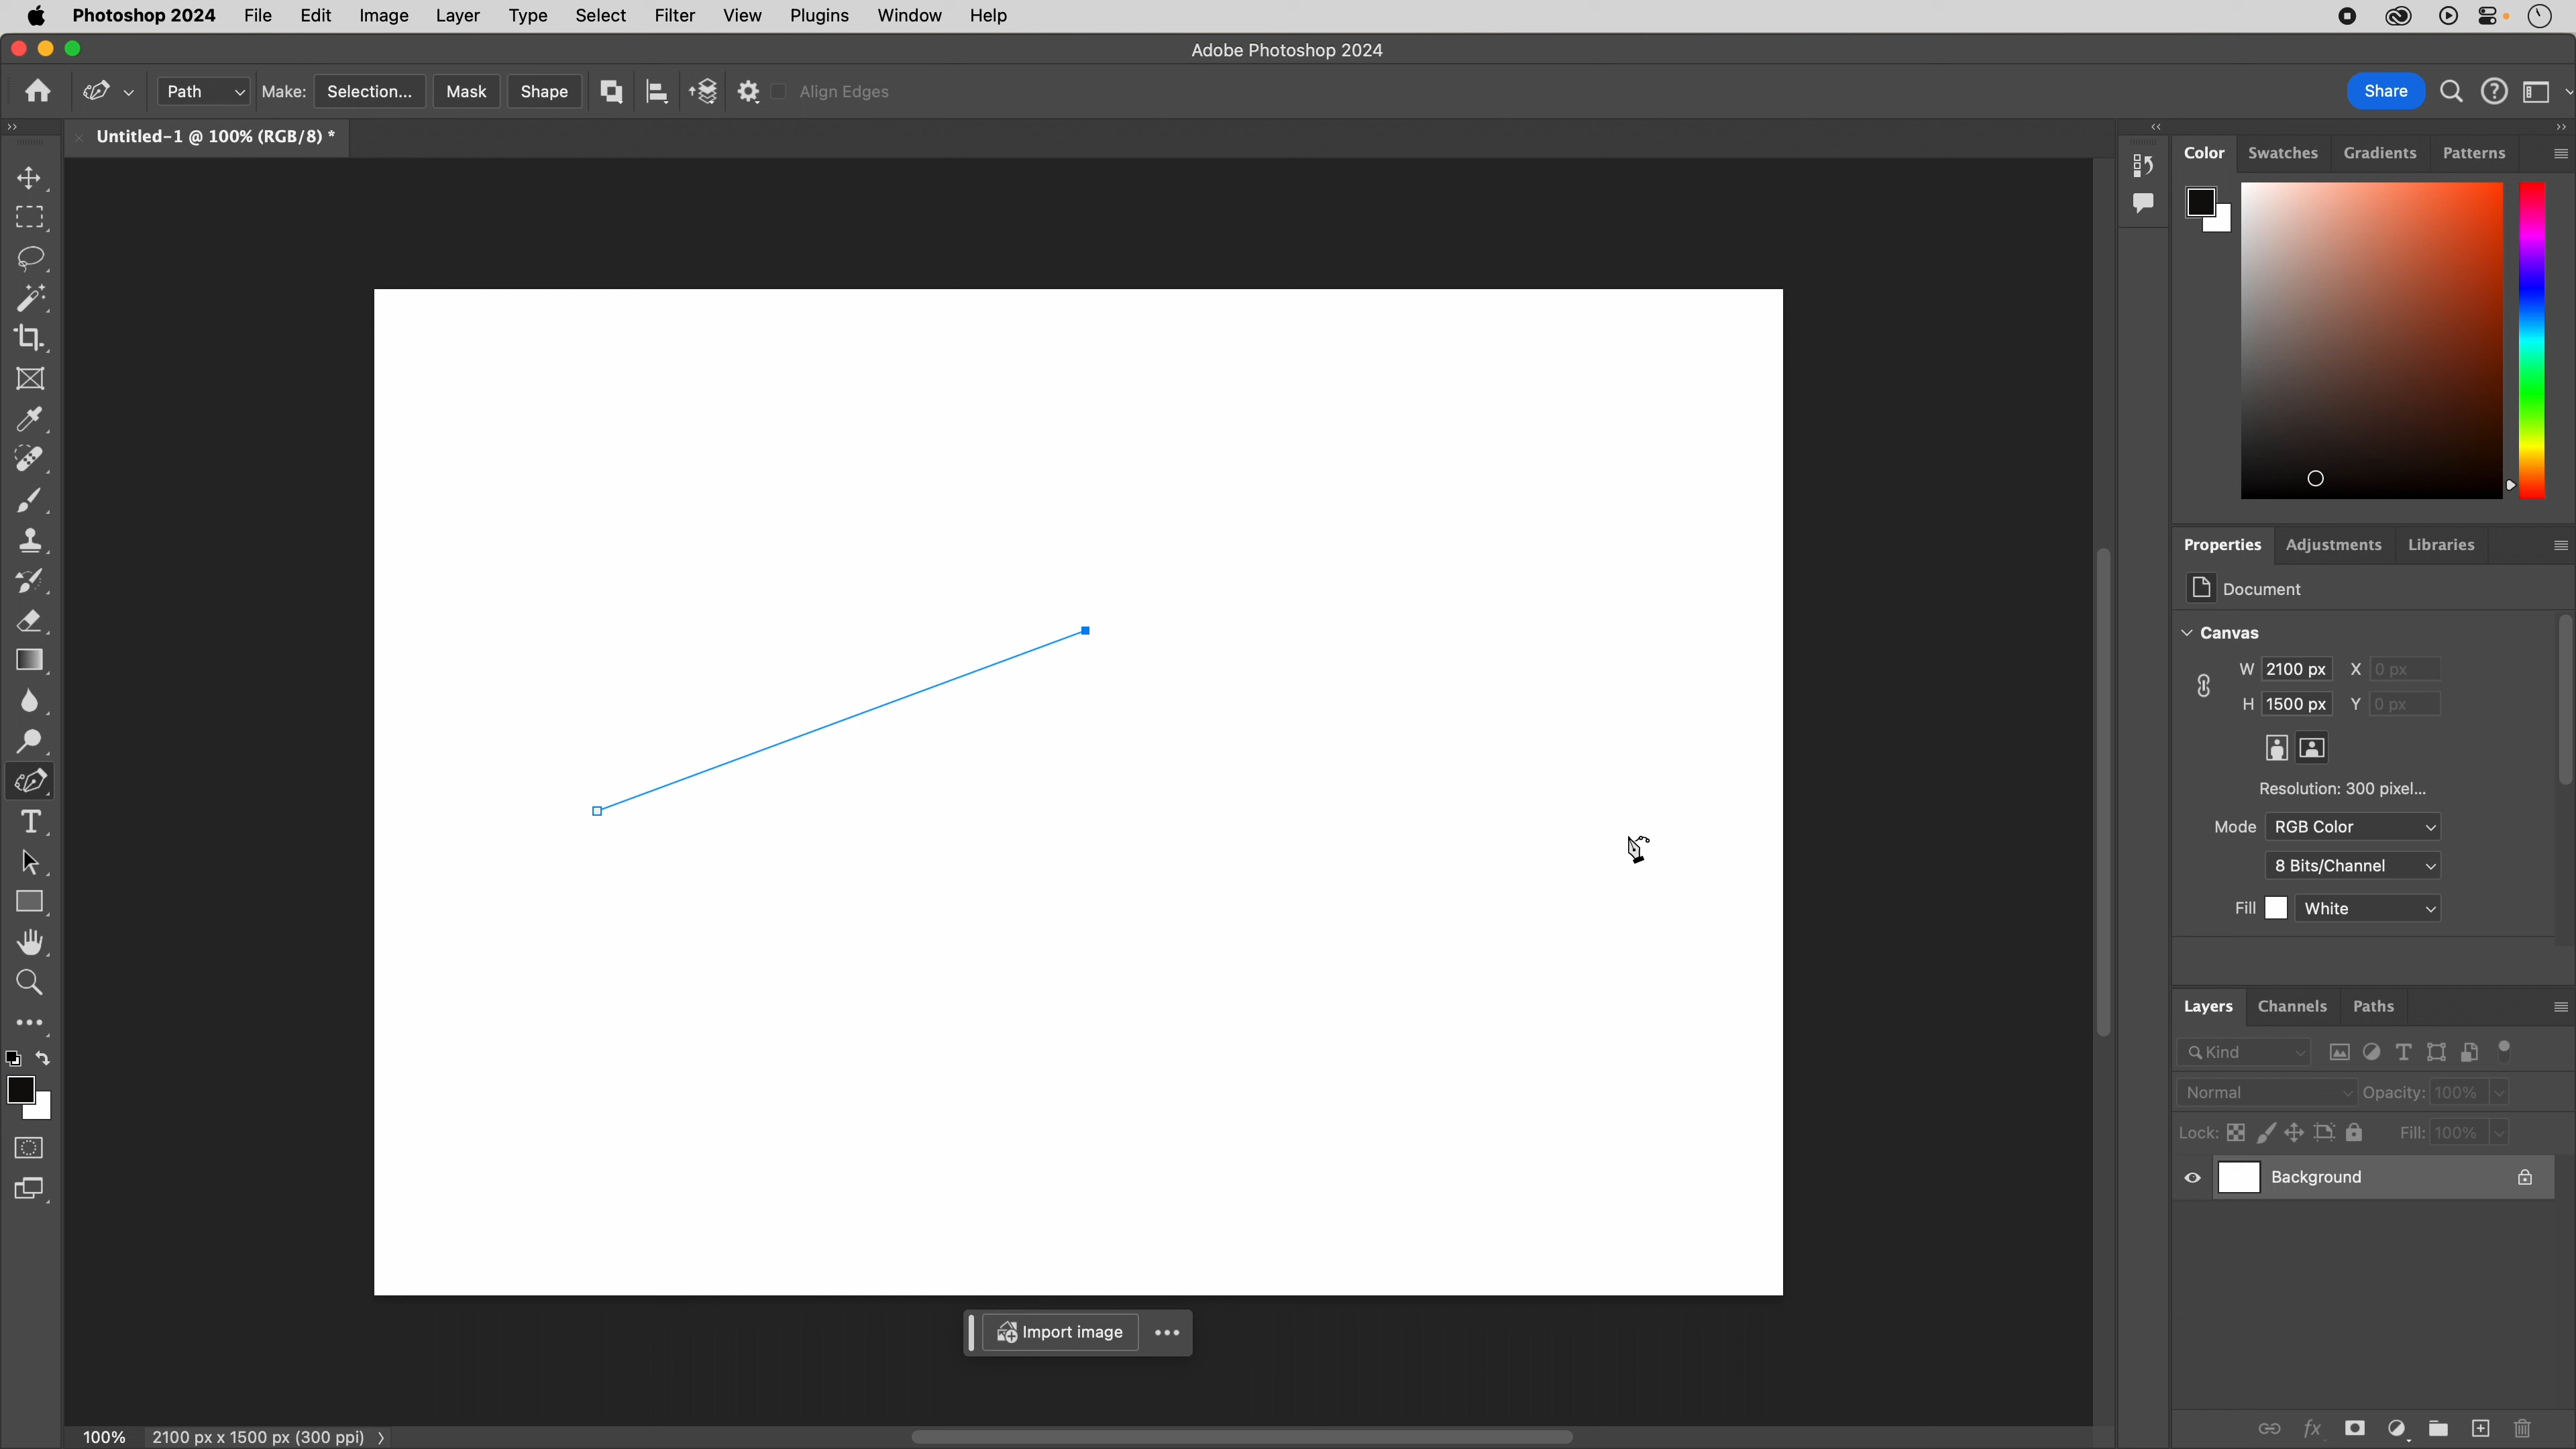 Photoshop 2024 File Edit Image Layer Type Select Filter View Plugins Window Help
Adobe Photoshop 2024
Path Make: Selection... Mask Shape Align Edges Share
Untitled-1 @ 100% (RGB/8) *
Color Swatches Gradients Patterns
Properties Adjustments Libraries
Document
Canvas
W 2100 px X 0 px
H 1500 px Y 0 px
Resolution: 300 pixel...
Mode RGB Color
8 Bits/Channel
Fill White
Layers Channels Paths
Kind
Normal Opacity: 100%
Lock: Fill: 100%
Background
Import image
100% 2100 px x 1500 px (300 ppi)